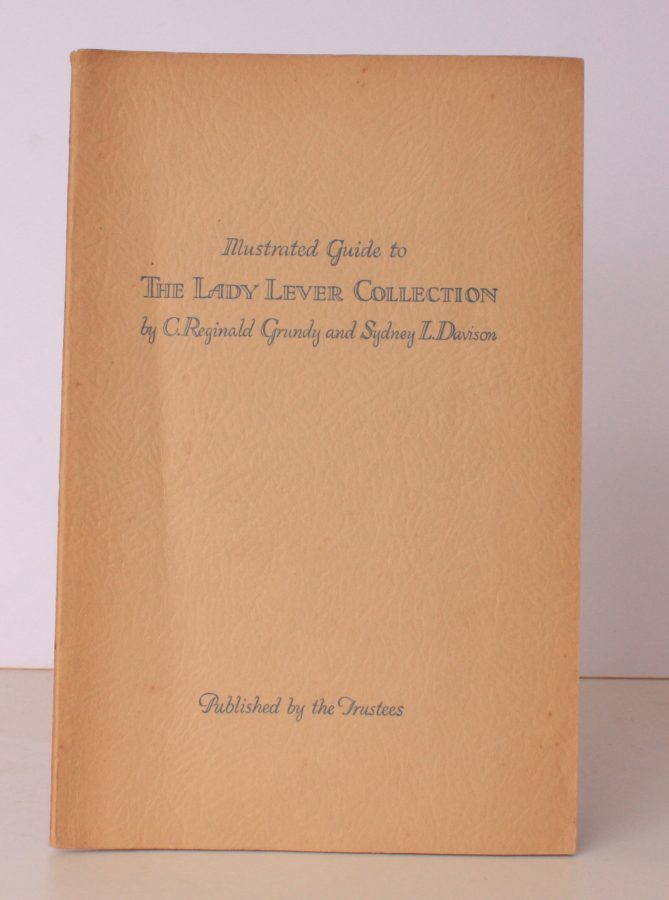 Illustrated Guide to
THE LADY LEVER COLLECTION
by C. Reginald Grundy and Sydney L. Davison
Published by the Trustees